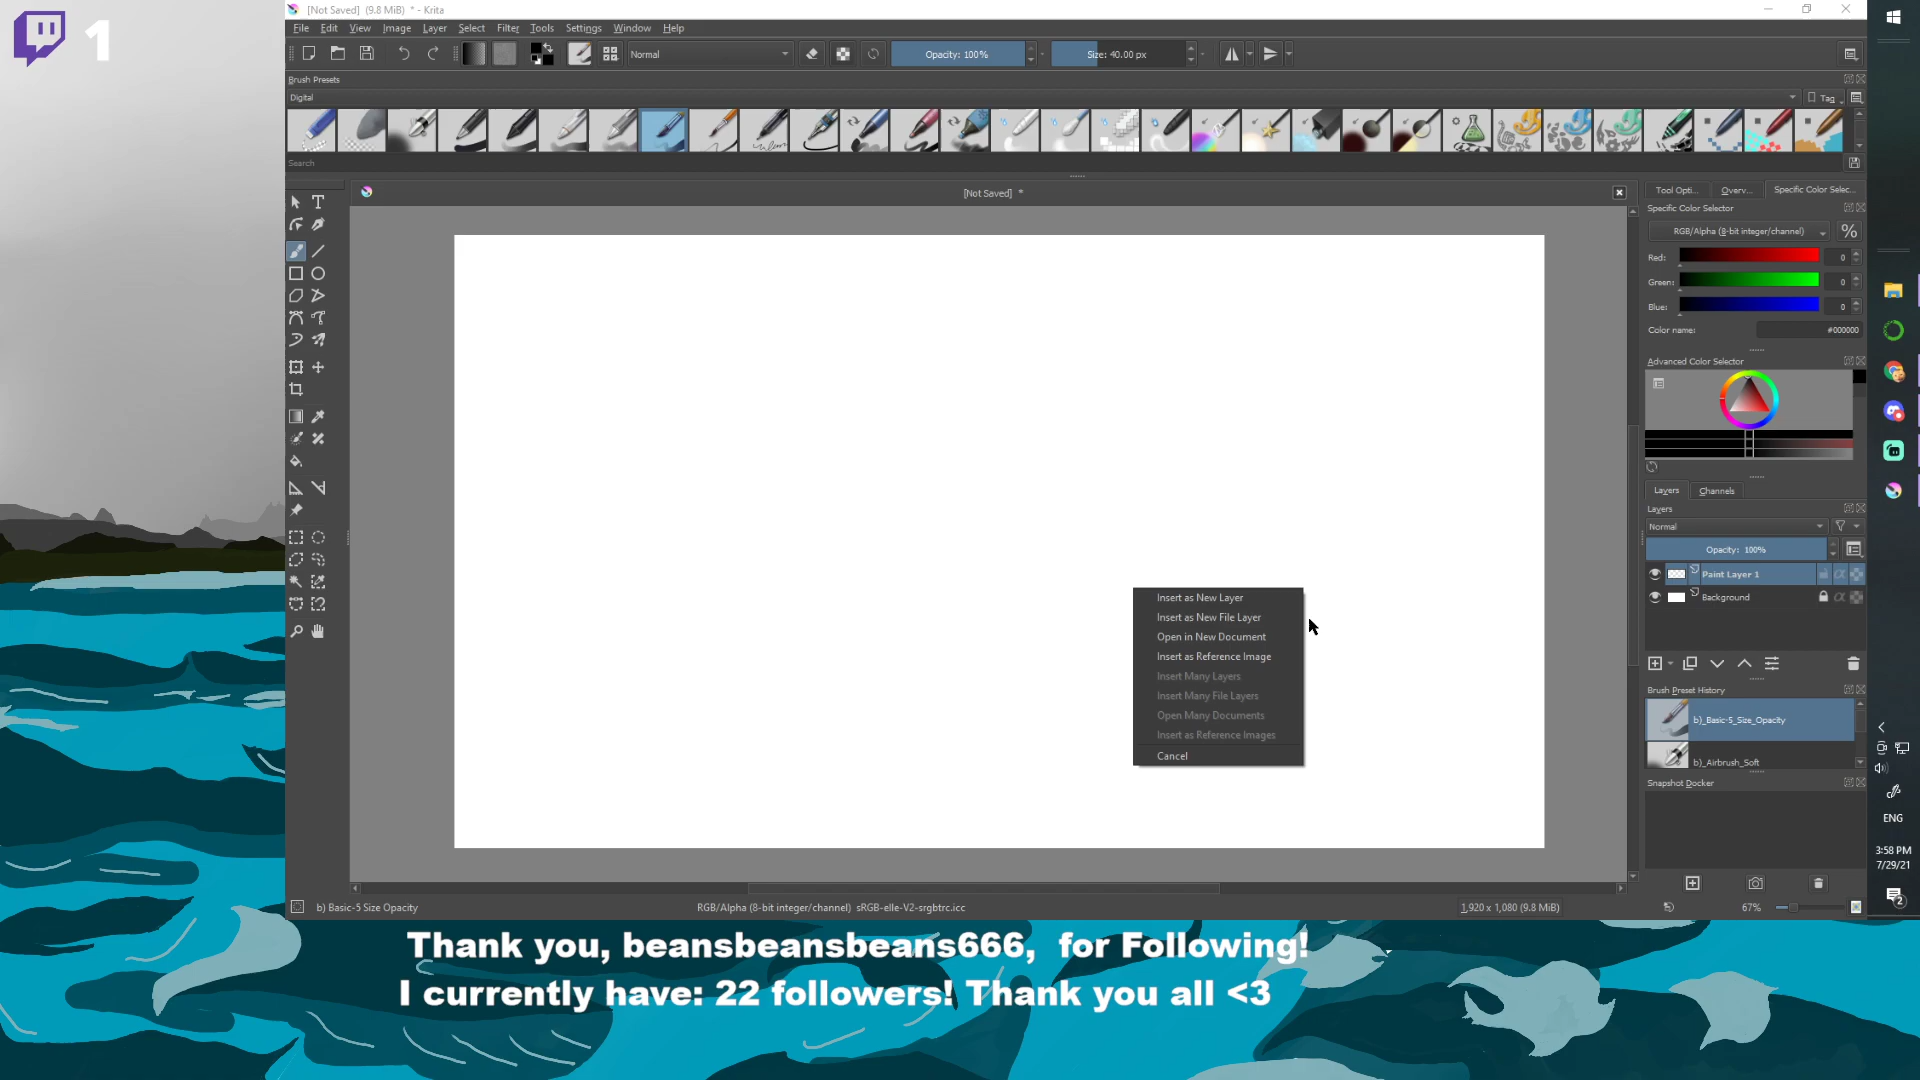 1
[Not Saved] (9.8 MiB) * - Krita
File Edit View Image Layer Select Filter Tools Settings Window Help
Normal
Opacity: 100%
Size: 40.00 px
Brush Presets
Digital
Tag
Search
[Not Saved] *
Tool Opti... Overv... Specific Color Selec...
Specific Color Selector
RGB/Alpha (8-bit integer/channel) %
Red: 0
Green: 0
Blue: 0
Color name: #000000
Advanced Color Selector
Layers Channels
Layers
Normal
Opacity: 100%
Paint Layer 1
Background
Insert as New Layer
Insert as New File Layer
Open in New Document
Insert as Reference Image
Insert Many Layers
Insert Many File Layers
Open Many Documents
Insert as Reference Images
Cancel
Brush Preset History
b)_Basic-5_Size_Opacity
b)_Airbrush_Soft
Snapshot Docker
ENG
3:58 PM
7/29/21
2
b) Basic-5 Size Opacity
RGB/Alpha (8-bit integer/channel) sRGB-elle-V2-srgbtrc.icc
1,920 x 1,080 (9.8 MiB)
67%
Thank you, beansbeansbeans666, for Following!
I currently have: 22 followers! Thank you all <3